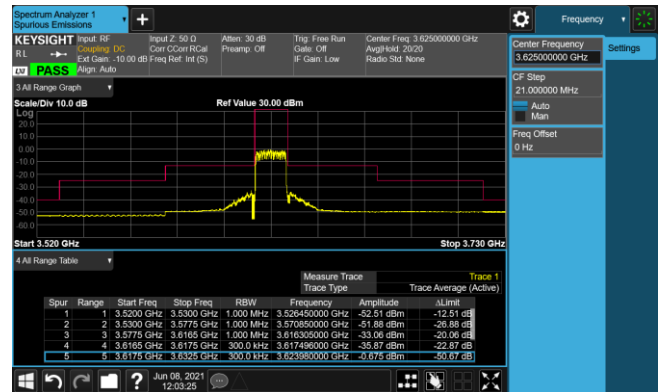 Spectrum Analyzer 1
Spurious Emissions
Frequency
KEYSIGHT Input: RF Input Z: 50 Ω Atten: 30 dB Trig: Free Run Center Freq: 3.625000000 GHz
RL Coupling: DC Corr CCorr RCal Preamp: Off Gate: Off Avg|Hold: 20/20
Ext Gain: -10.00 dB Freq Ref: Int (S) IF Gain: Low Radio Std: None
LXI PASS Align: Auto
3 All Range Graph
Scale/Div 10.0 dB Ref Value 30.00 dBm
Log
20.0
10.0
0.00
-10.0
-20.0
-30.0
-40.0
-50.0
-60.0
Start 3.520 GHz Stop 3.730 GHz
4 All Range Table
Measure Trace Trace 1
Trace Type Trace Average (Active)
Spur Range Start Freq Stop Freq RBW Frequency Amplitude ΔLimit
1 1 3.5200 GHz 3.5300 GHz 1.000 MHz 3.526450000 GHz -52.51 dBm -12.51 dB
2 2 3.5300 GHz 3.5775 GHz 1.000 MHz 3.570850000 GHz -51.88 dBm -26.88 dB
3 3 3.5775 GHz 3.6165 GHz 1.000 MHz 3.616305000 GHz -33.06 dBm -20.06 dB
4 4 3.6165 GHz 3.6175 GHz 300.0 kHz 3.617496000 GHz -35.87 dBm -22.87 dB
5 5 3.6175 GHz 3.6325 GHz 300.0 kHz 3.623980000 GHz -0.675 dBm -50.67 dB
Jun 08, 2021
12:03:25
Center Frequency
3.625000000 GHz
Settings
CF Step
21.000000 MHz
Auto
Man
Freq Offset
0 Hz